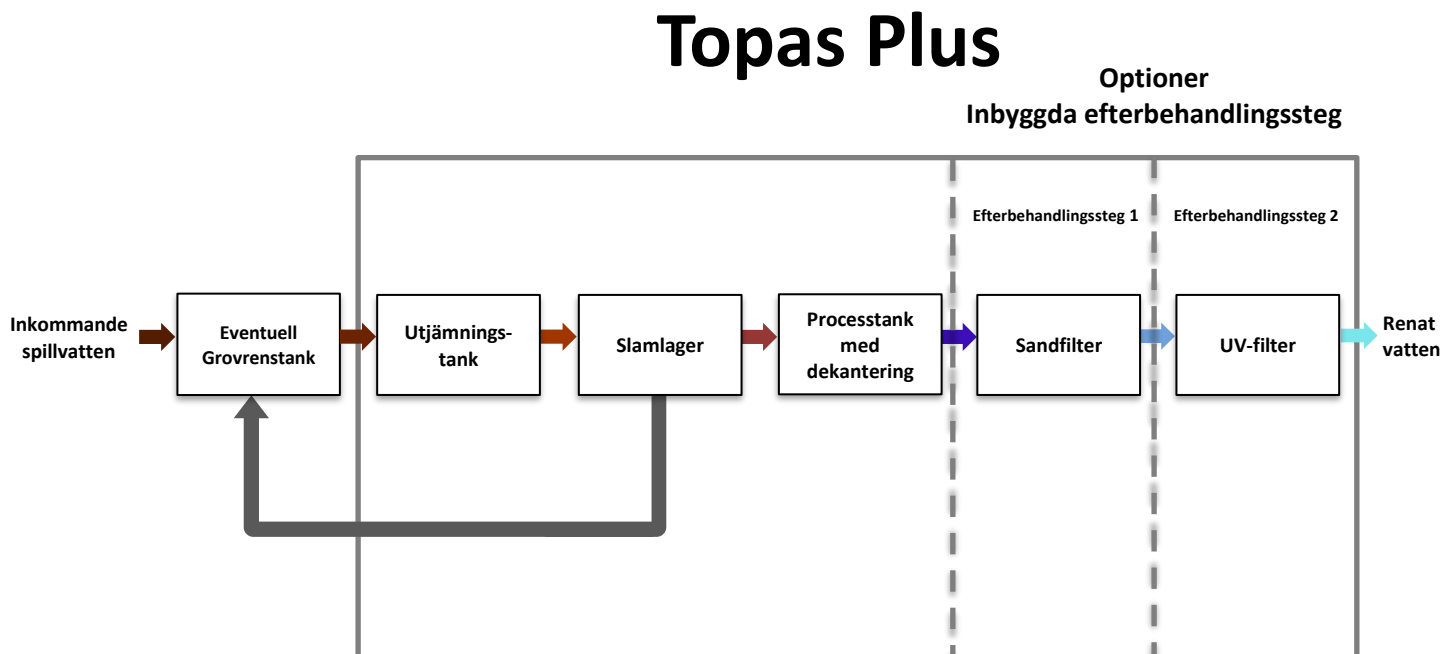 Topas Plus
Optioner
Inbyggda efterbehandlingssteg
Efterbehandlingssteg 1
Efterbehandlingssteg 2
Inkommande
spillvatten
Eventuell
Grovrenstank
Utjämnings-
tank
Slamlager
Processtank
med
dekantering
Sandfilter
UV-filter
Renat
vatten